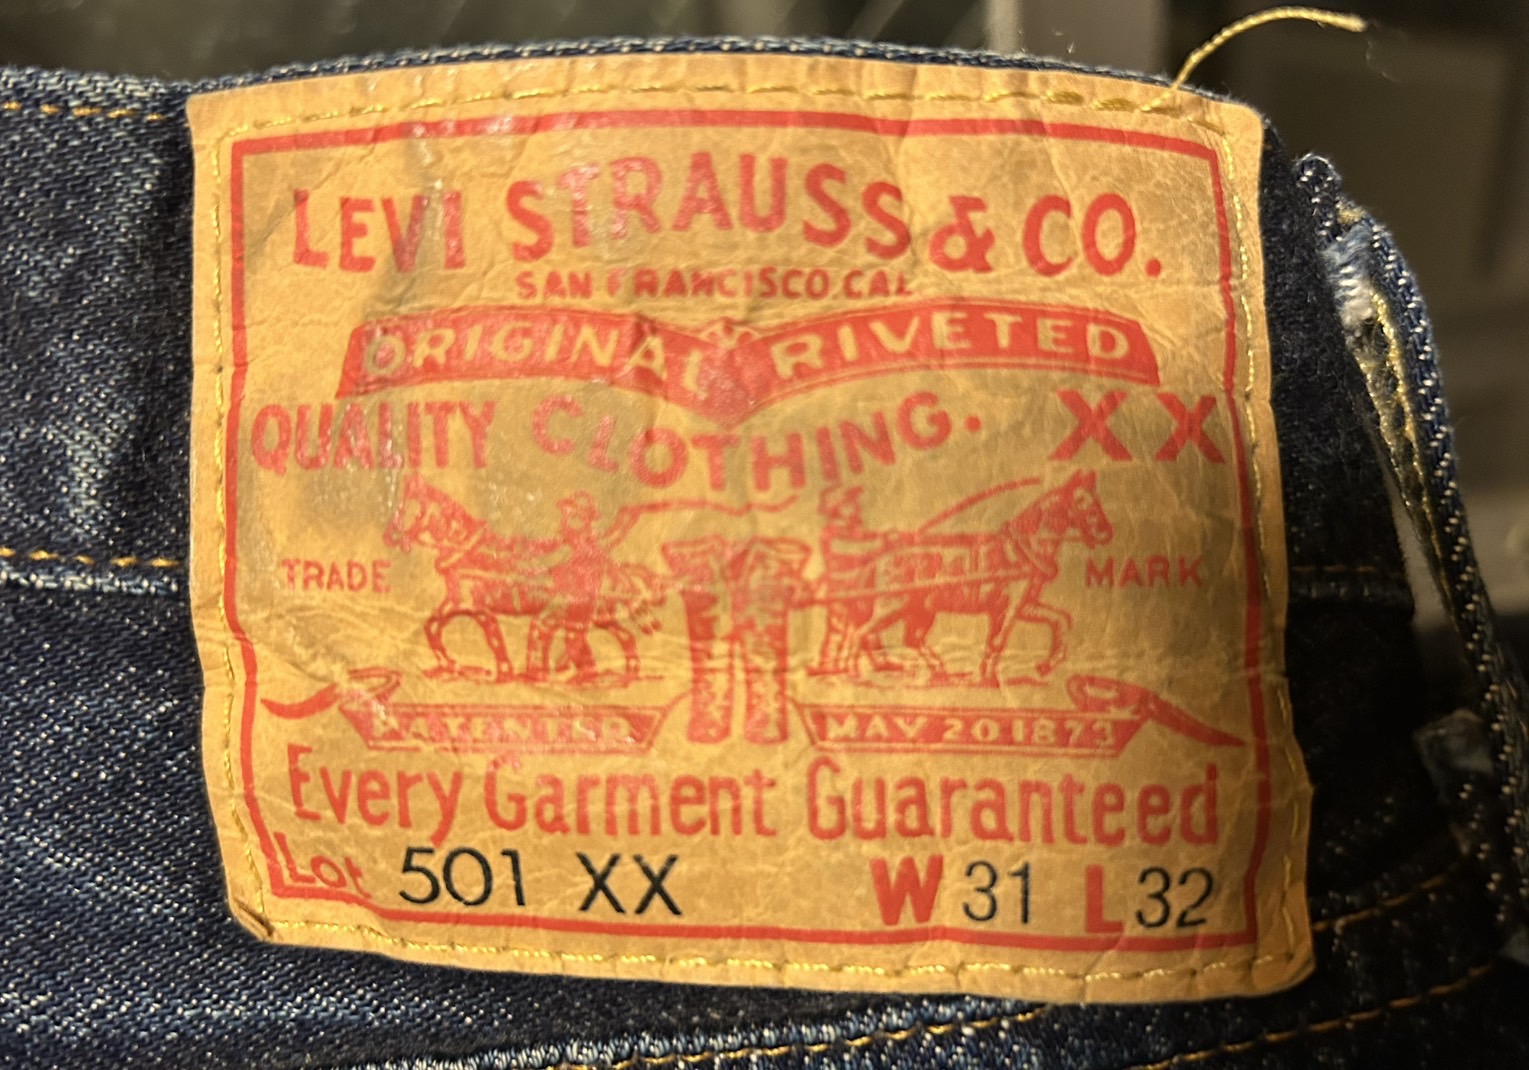 LEVI STRAUSS & CO.
SAN FRANCISCO.CAL
ORIGINAL RIVETED
QUALITY CLOTHING. XX
TRADE MARK
PATENTED MAY 20 1873
Every Garment Guaranteed
Lot 501 XX W 31 L 32